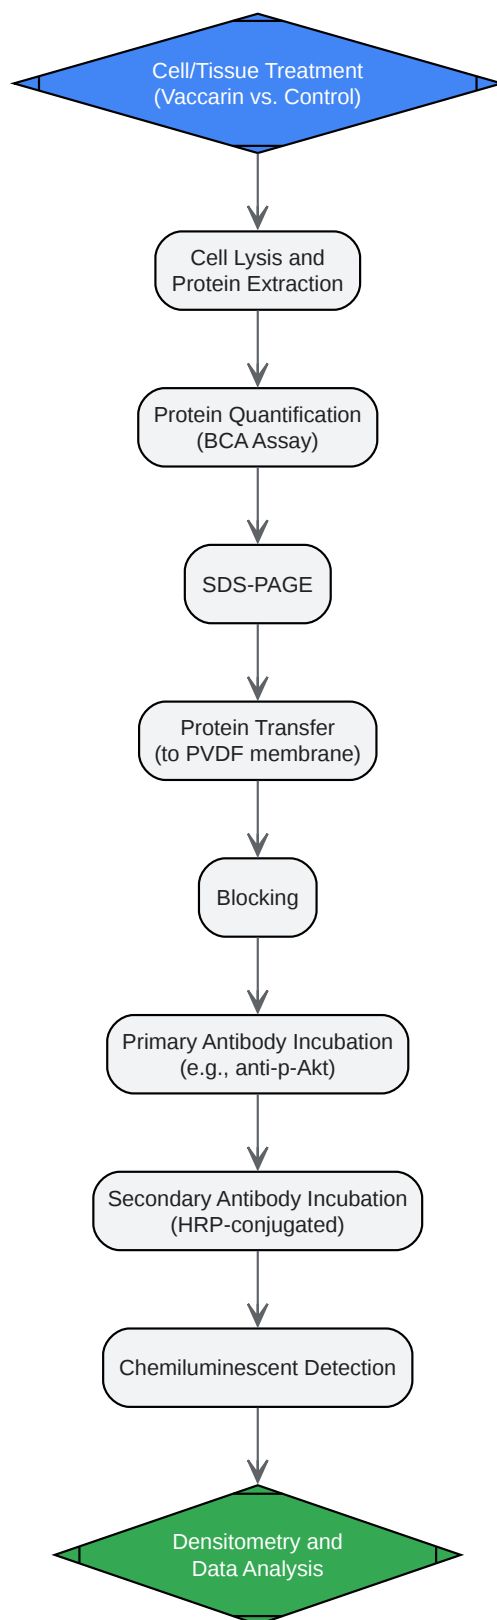 Cell/Tissue Treatment
(Vaccarin vs. Control)
Cell Lysis and
Protein Extraction
Protein Quantification
(BCA Assay)
SDS-PAGE
Protein Transfer
(to PVDF membrane)
Blocking
Primary Antibody Incubation
(e.g., anti-p-Akt)
Secondary Antibody Incubation
(HRP-conjugated)
Chemiluminescent Detection
Densitometry and
Data Analysis